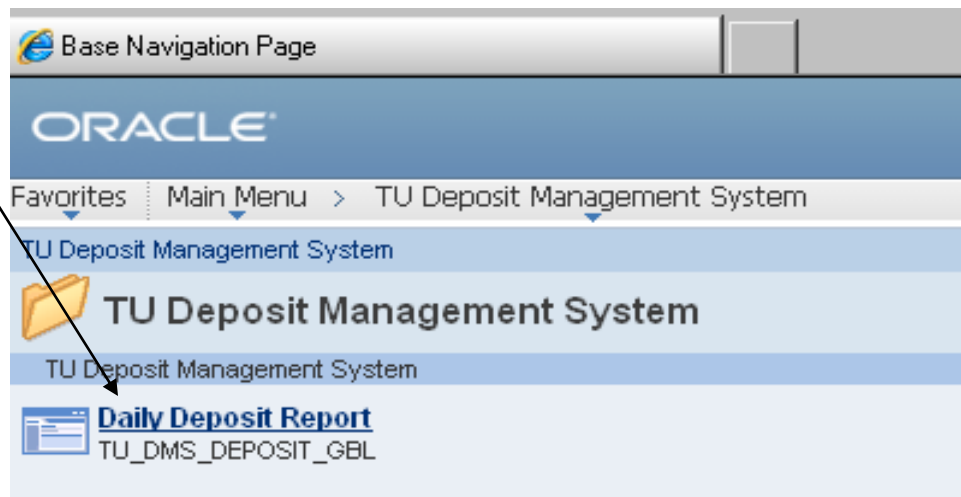 Base Navigation Page
ORACLE
Favorites Main Menu > TU Deposit Management System
TU Deposit Management System
TU Deposit Management System
TU Deposit Management System
Daily Deposit Report
TU_DMS_DEPOSIT_GBL